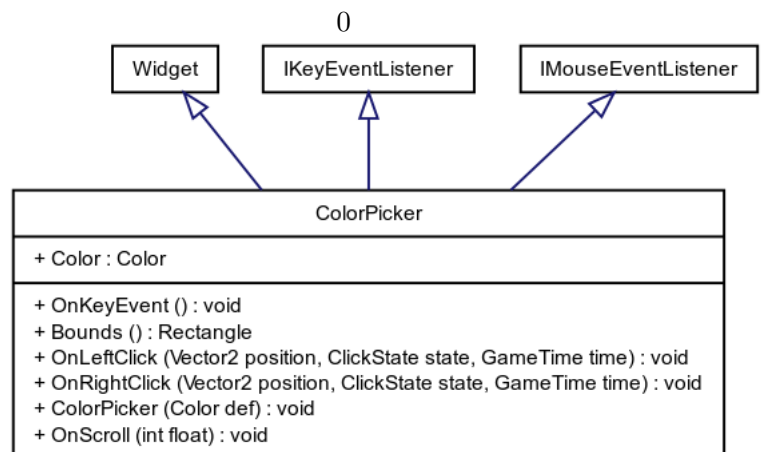 0
Widget
IKeyEventListener
IMouseEventListener
ColorPicker
+ Color : Color
+ OnKeyEvent () : void
+ Bounds () : Rectangle
+ OnLeftClick (Vector2 position, ClickState state, GameTime time) : void
+ OnRightClick (Vector2 position, ClickState state, GameTime time) : void
+ ColorPicker (Color def) : void
+ OnScroll (int float) : void